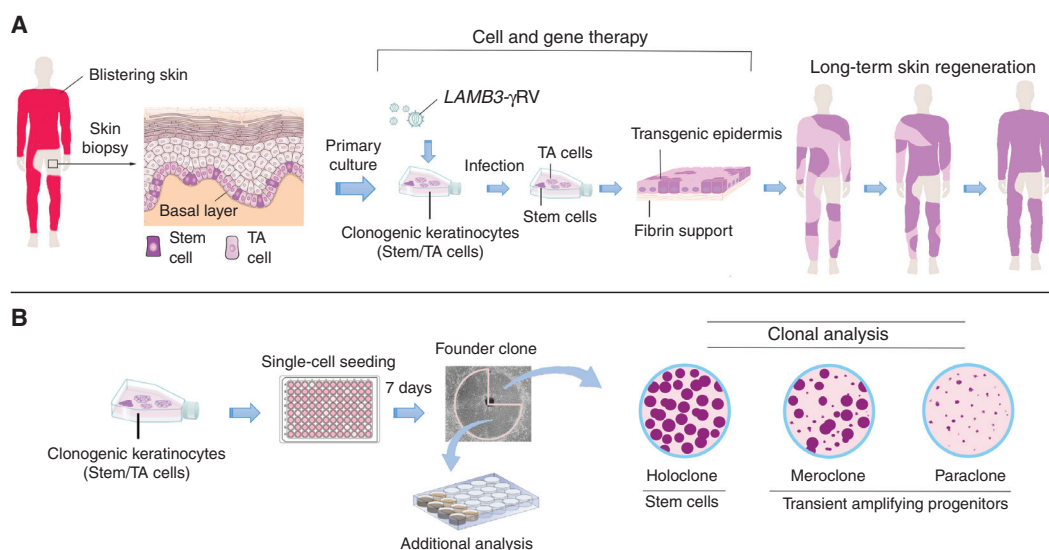 A
Cell and gene therapy
Blistering skin
Skin
biopsy
Basal layer
Stem
cell
TA
cell
Primary
culture
LAMB3-γRV
Clonogenic keratinocytes
(Stem/TA cells)
Infection
TA cells
Stem cells
Transgenic epidermis
Fibrin support
Long-term skin regeneration
B
Clonogenic keratinocytes
(Stem/TA cells)
Single-cell seeding
7 days
Founder clone
Additional analysis
Clonal analysis
Holoclone
Meroclone
Paraclone
Stem cells
Transient amplifying progenitors